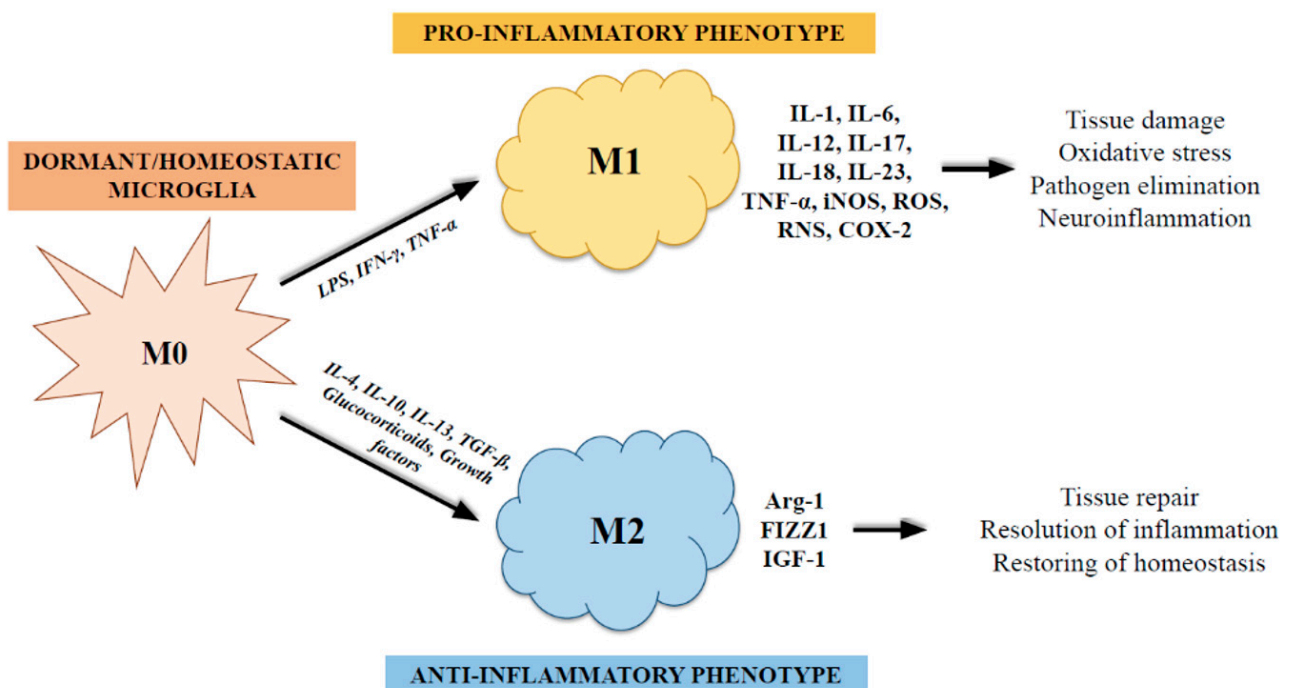 PRO-INFLAMMATORY PHENOTYPE
DORMANT/HOMEOSTATIC
MICROGLIA
M0
LPS, IFN-γ, TNF-α
M1
IL-1, IL-6,
IL-12, IL-17,
IL-18, IL-23,
TNF-α, iNOS, ROS,
RNS, COX-2
Tissue damage
Oxidative stress
Pathogen elimination
Neuroinflammation
IL-4, IL-10, IL-13, TGF-β,
Glucocorticoids, Growth
factors
M2
Arg-1
FIZZ1
IGF-1
Tissue repair
Resolution of inflammation
Restoring of homeostasis
ANTI-INFLAMMATORY PHENOTYPE